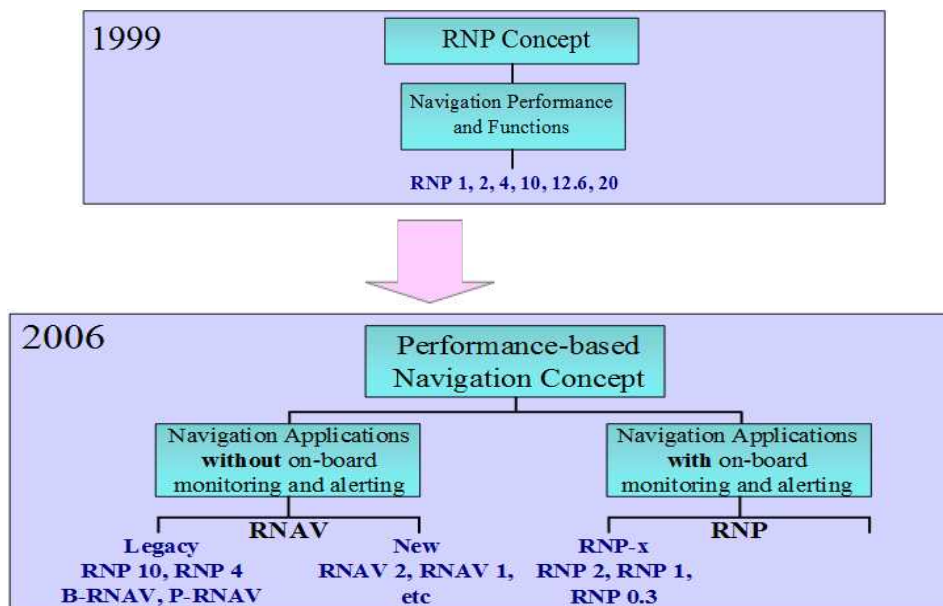 1999
RNP Concept
Navigation Performance
and Functions
RNP 1, 2, 4, 10, 12.6, 20
2006
Performance-based
Navigation Concept
Navigation Applications
without on-board
monitoring and alerting
Navigation Applications
with on-board
monitoring and alerting
RNAV
RNP
Legacy
RNP 10, RNP 4
B-RNAV, P-RNAV
New
RNAV 2, RNAV 1,
etc
RNP-x
RNP 2, RNP 1,
RNP 0.3